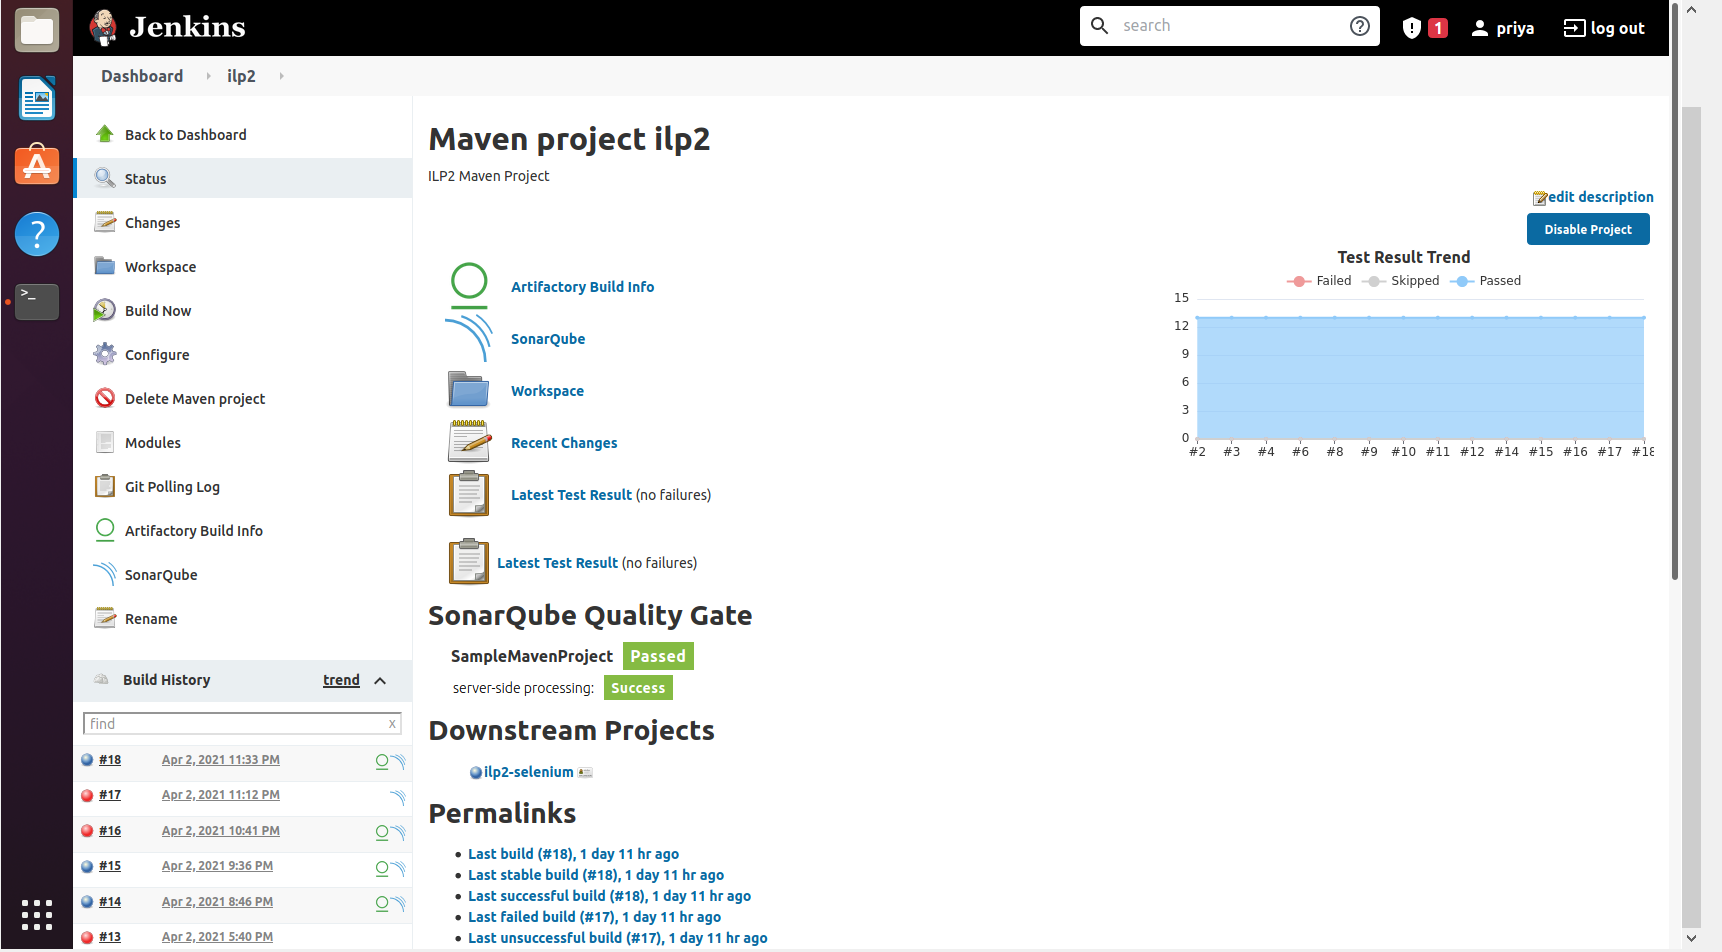 Jenkins
search
1
priya
log out
Dashboard
ilp2
Back to Dashboard
Status
Changes
Workspace
Build Now
Configure
Delete Maven project
Modules
Git Polling Log
Artifactory Build Info
SonarQube
Rename
Build History
trend
find
x
#18 Apr 2, 2021 11:33 PM
#17 Apr 2, 2021 11:12 PM
#16 Apr 2, 2021 10:41 PM
#15 Apr 2, 2021 9:36 PM
#14 Apr 2, 2021 8:46 PM
#13 Apr 2, 2021 5:40 PM
Maven project ilp2
ILP2 Maven Project
edit description
Disable Project
Artifactory Build Info
SonarQube
Workspace
Recent Changes
Latest Test Result (no failures)
Latest Test Result (no failures)
Test Result Trend
Failed Skipped Passed
15
12
9
6
3
0
#2 #3 #4 #6 #8 #9 #10 #11 #12 #14 #15 #16 #17 #18
SonarQube Quality Gate
SampleMavenProject Passed
server-side processing: Success
Downstream Projects
ilp2-selenium
Permalinks
Last build (#18), 1 day 11 hr ago
Last stable build (#18), 1 day 11 hr ago
Last successful build (#18), 1 day 11 hr ago
Last failed build (#17), 1 day 11 hr ago
Last unsuccessful build (#17), 1 day 11 hr ago